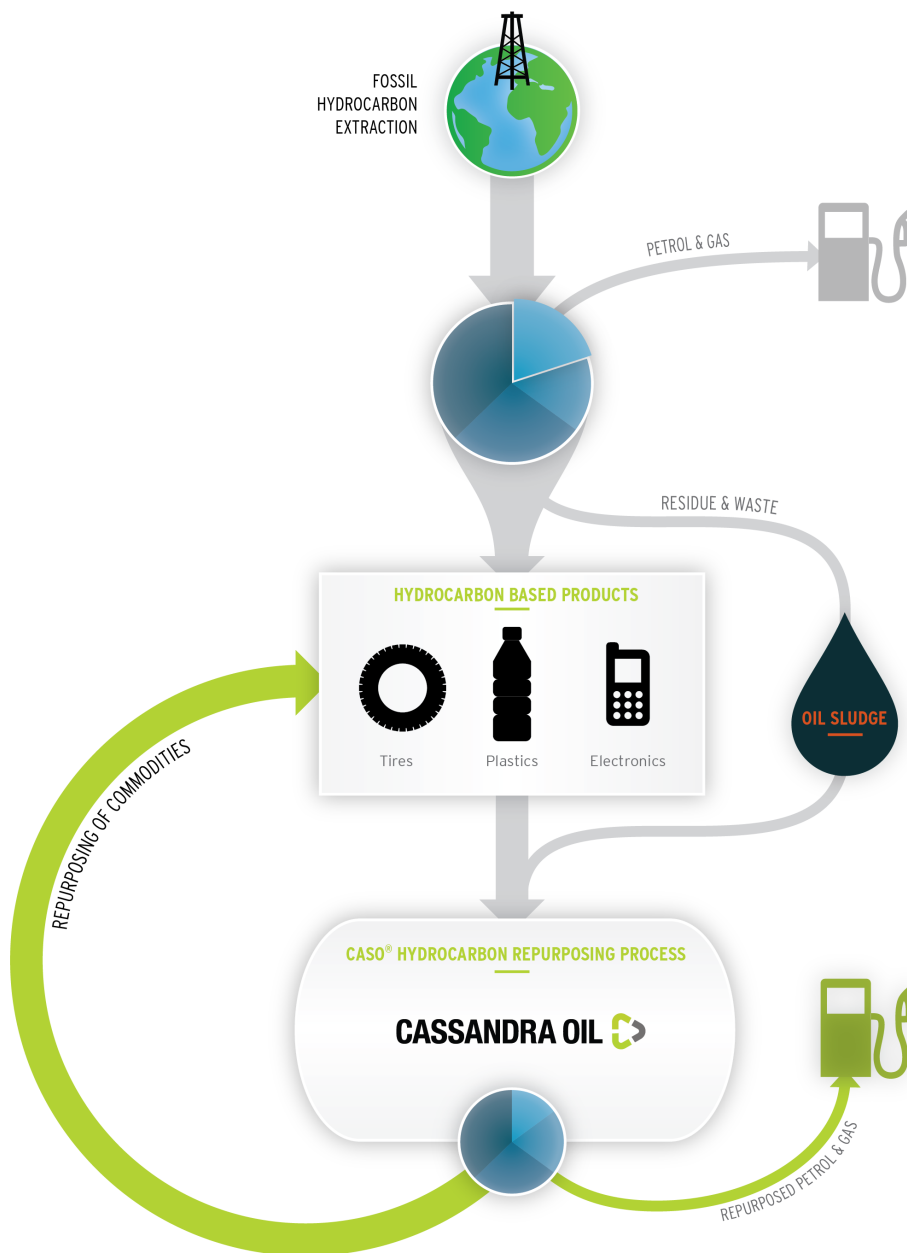 FOSSIL
HYDROCARBON
EXTRACTION
PETROL & GAS
RESIDUE & WASTE
HYDROCARBON BASED PRODUCTS
Tires
Plastics
Electronics
OIL SLUDGE
REPURPOSING OF COMMODITIES
CASO® HYDROCARBON REPURPOSING PROCESS
CASSANDRA OIL
REPURPOSED PETROL & GAS